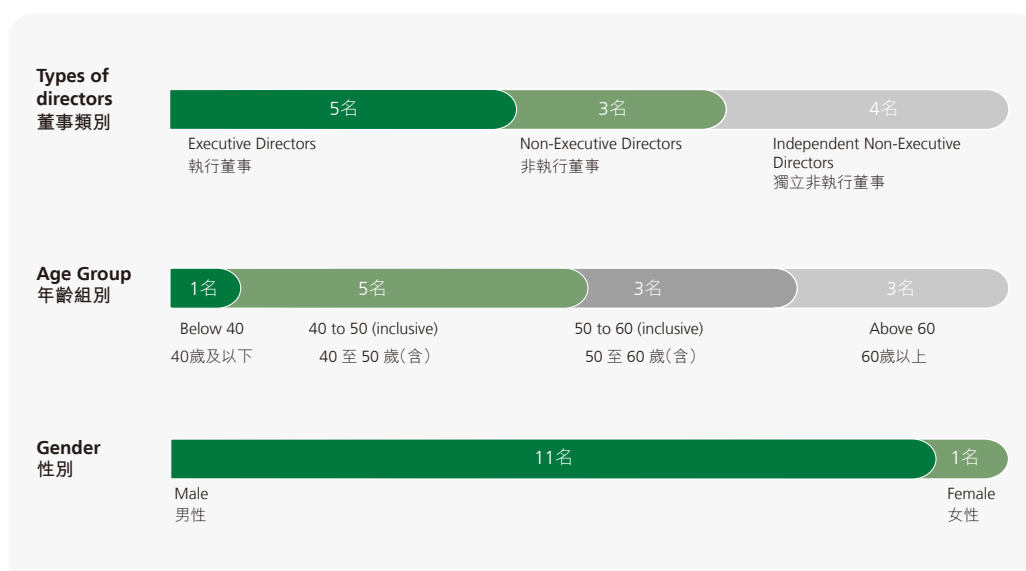 Types of
directors
董事類別
5名
3名
4名
Executive Directors
執行董事
Non-Executive Directors
非執行董事
Independent Non-Executive
Directors
獨立非執行董事
Age Group
年齡組別
1名
5名
3名
3名
Below 40
40 to 50 (inclusive)
50 to 60 (inclusive)
Above 60
40歲及以下
40 至 50 歲(含)
50 至 60 歲(含)
60歲以上
Gender
性別
11名
1名
Male
男性
Female
女性